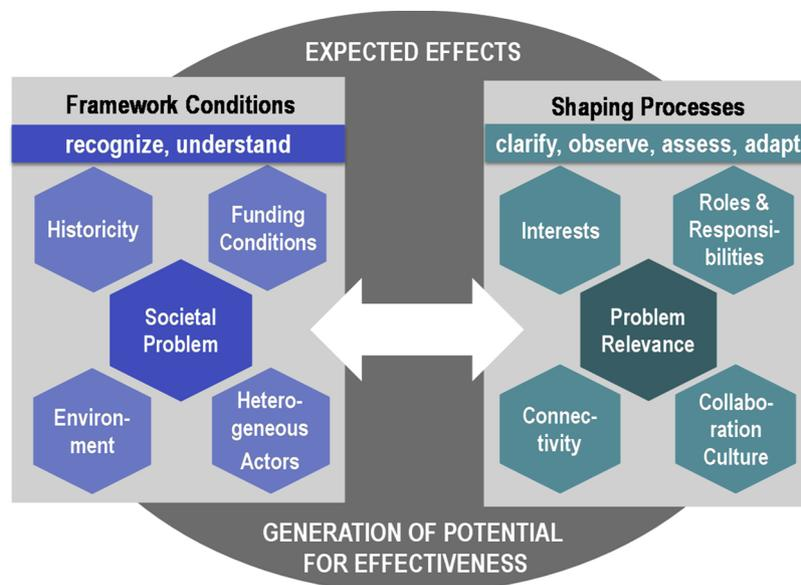 EXPECTED EFFECTS
Framework Conditions
recognize, understand
Historicity
Funding
Conditions
Societal
Problem
Environ-
ment
Hetero-
geneous
Actors
Shaping Processes
clarify, observe, assess, adapt
Interests
Roles &
Responsi-
bilities
Problem
Relevance
Connec-
tivity
Collabo-
ration
Culture
GENERATION OF POTENTIAL
FOR EFFECTIVENESS